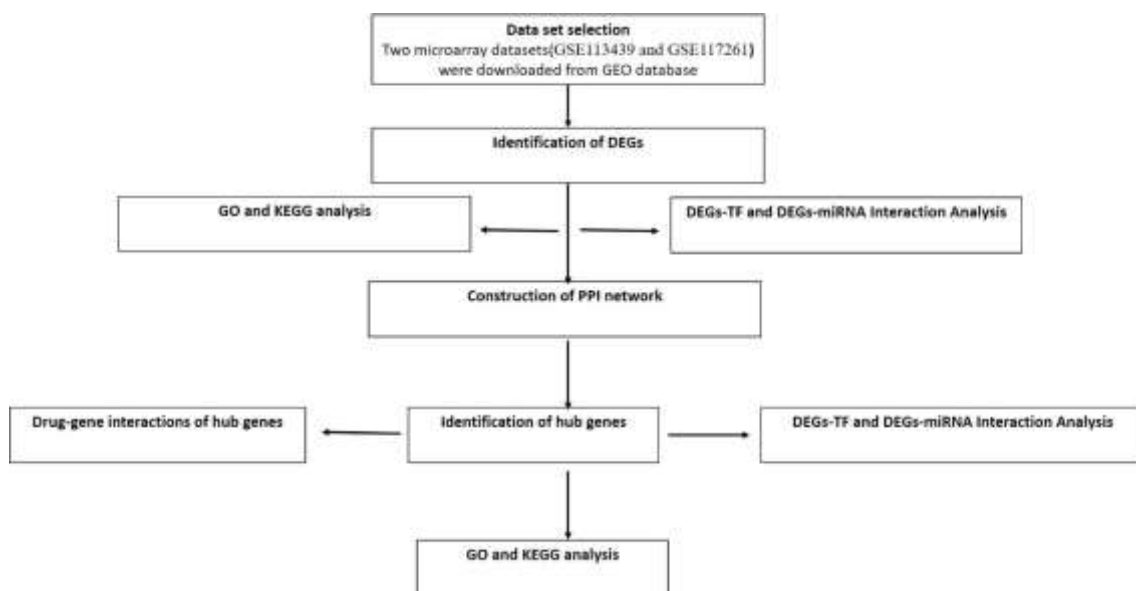 Data set selection
Two microarray datasets(GSE113439 and GSE117261)
were downloaded from GEO database
Identification of DEGs
GO and KEGG analysis
DEGs-TF and DEGs-miRNA Interaction Analysis
Construction of PPI network
Drug-gene interactions of hub genes
Identification of hub genes
DEGs-TF and DEGs-miRNA Interaction Analysis
GO and KEGG analysis